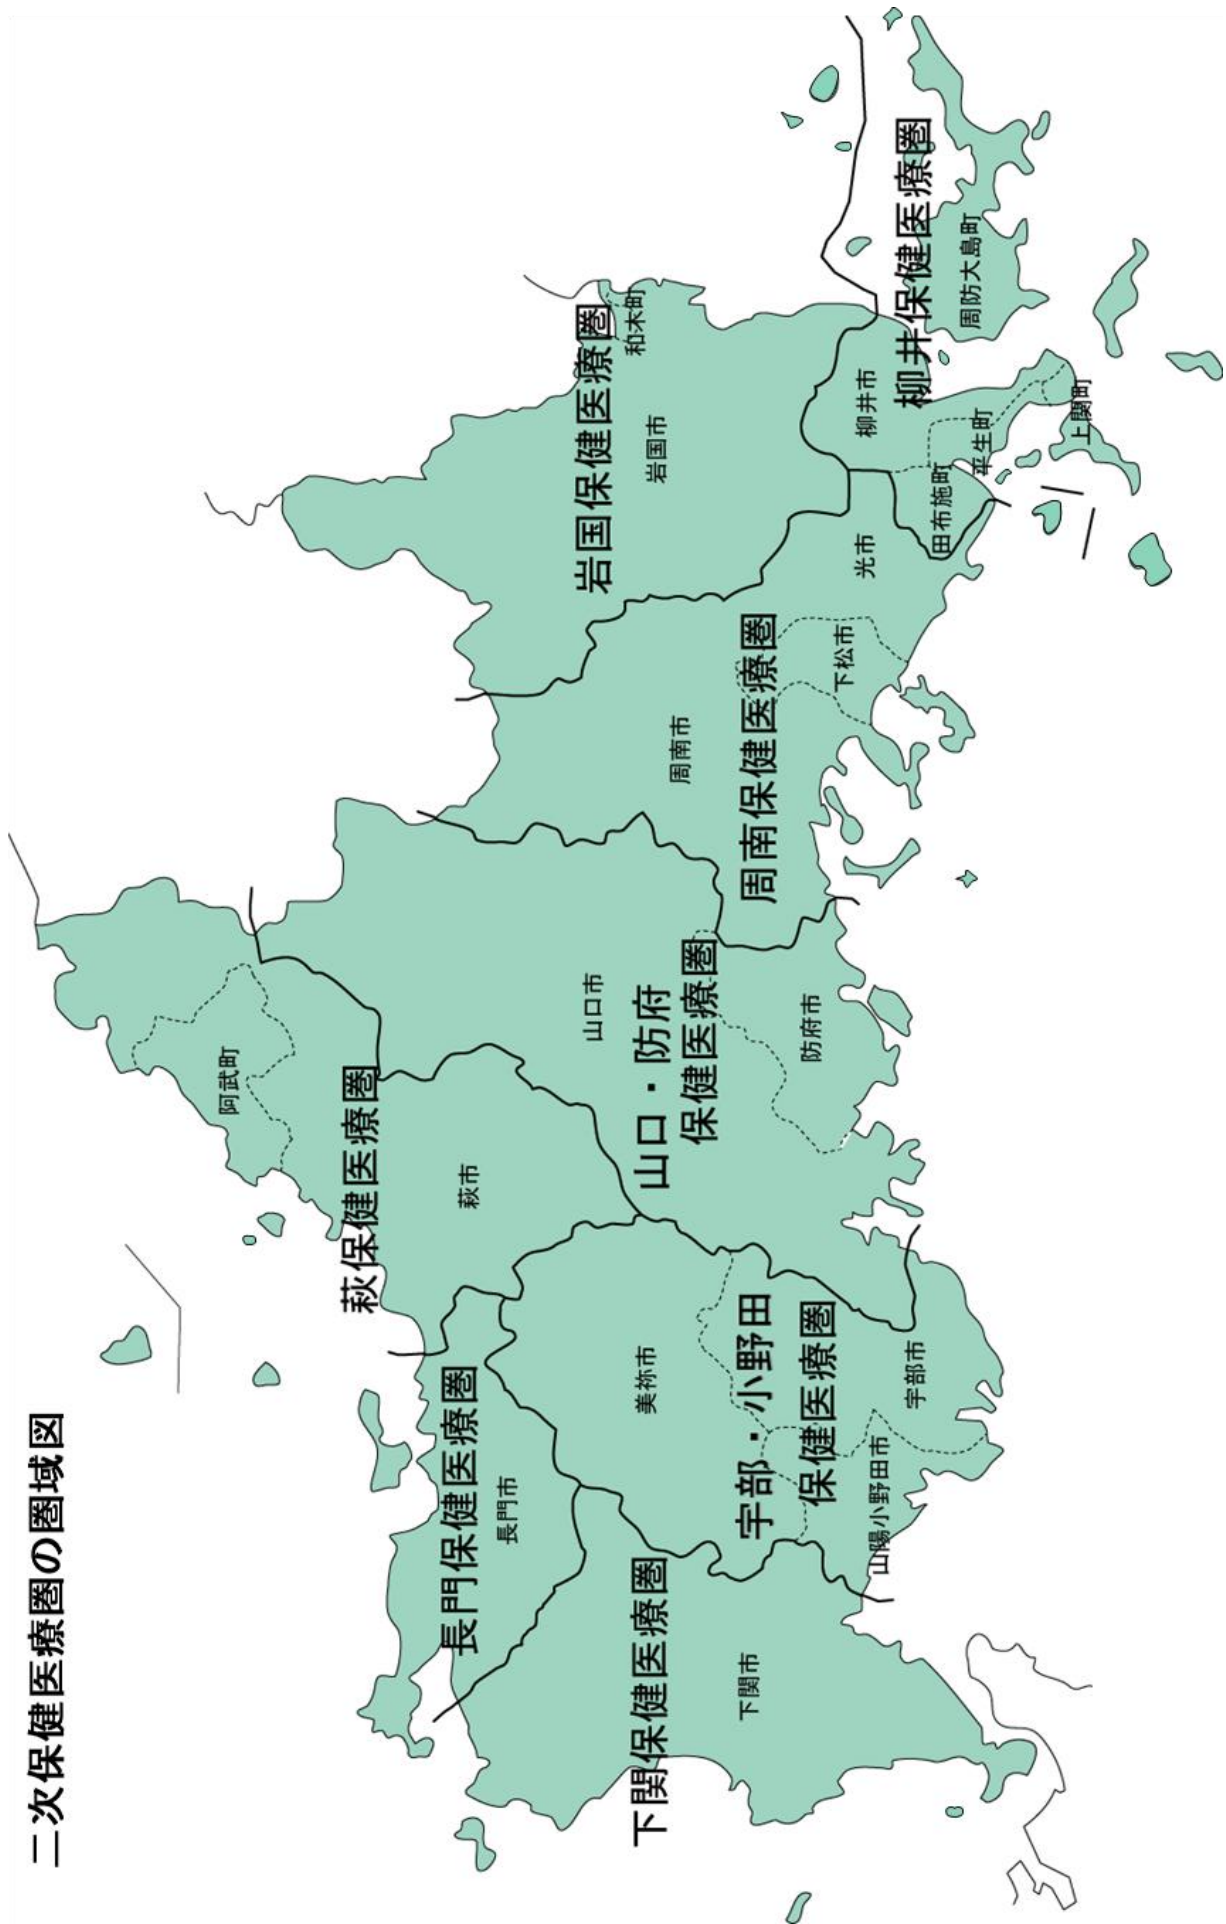 二次保健医療圏の圏域図
萩保健医療圏
阿武町
萩市
長門保健医療圏
長門市
下関保健医療圏
下関市
宇部・小野田
保健医療圏
美祢市
宇部市
山陽小野田市
山口・防府
保健医療圏
山口市
防府市
周南保健医療圏
周南市
下松市
光市
岩国保健医療圏
岩国市
和木町
柳井保健医療圏
柳井市
周防大島町
田布施町
平生町
上関町